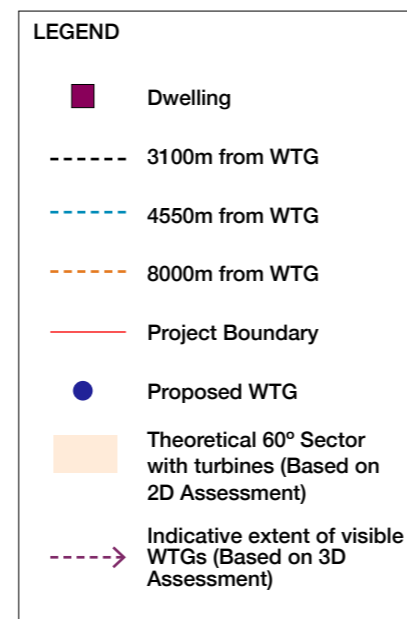 LEGEND
Dwelling
3100m from WTG
4550m from WTG
8000m from WTG
Project Boundary
Proposed WTG
Theoretical 60º Sector
with turbines (Based on
2D Assessment)
Indicative extent of visible
WTGs (Based on 3D
Assessment)